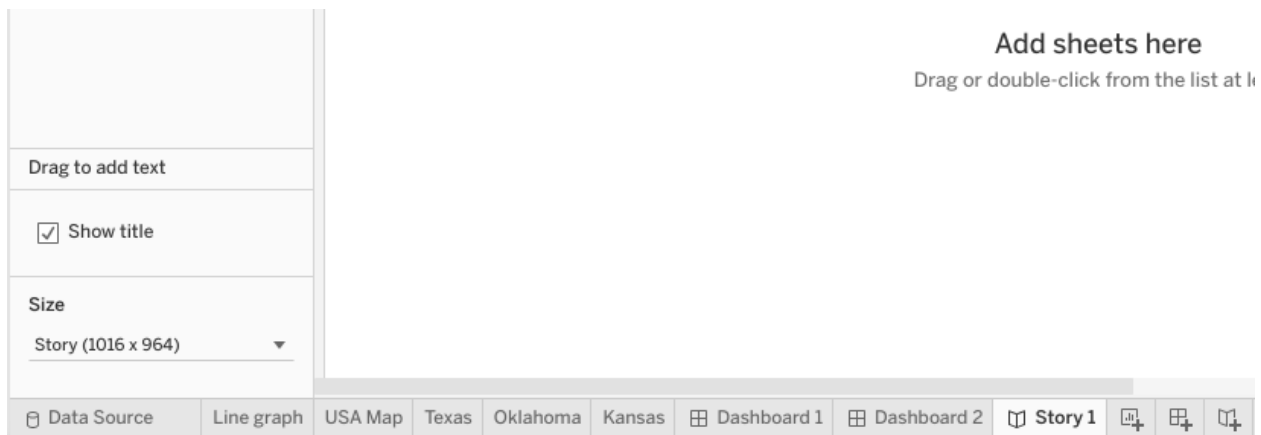 Add sheets here
Drag or double-click from the list at
Drag to add text
Show title
Size
Story (1016 x 964)
Data Source Line graph USA Map Texas Oklahoma Kansas Dashboard 1 Dashboard 2 Story 1